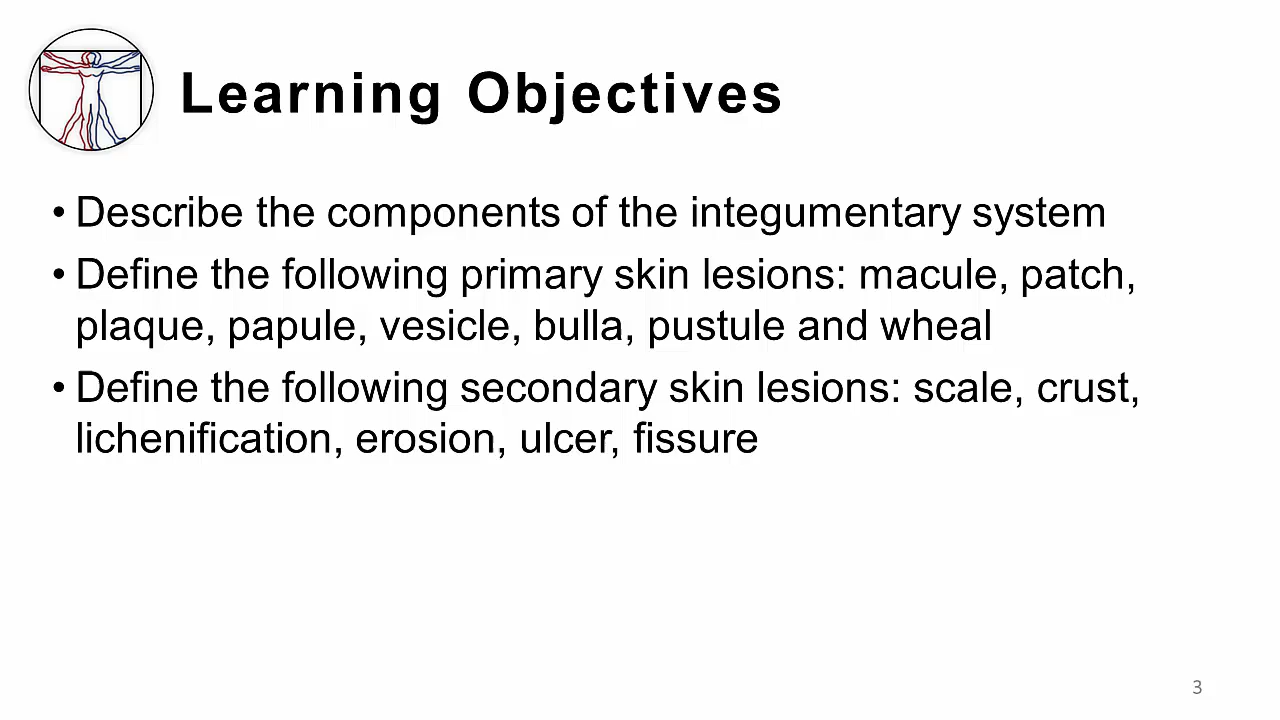 Learning Objectives
• Describe the components of the integumentary system
• Define the following primary skin lesions: macule, patch,
plaque, papule, vesicle, bulla, pustule and wheal
• Define the following secondary skin lesions: scale, crust,
lichenification, erosion, ulcer, fissure
3